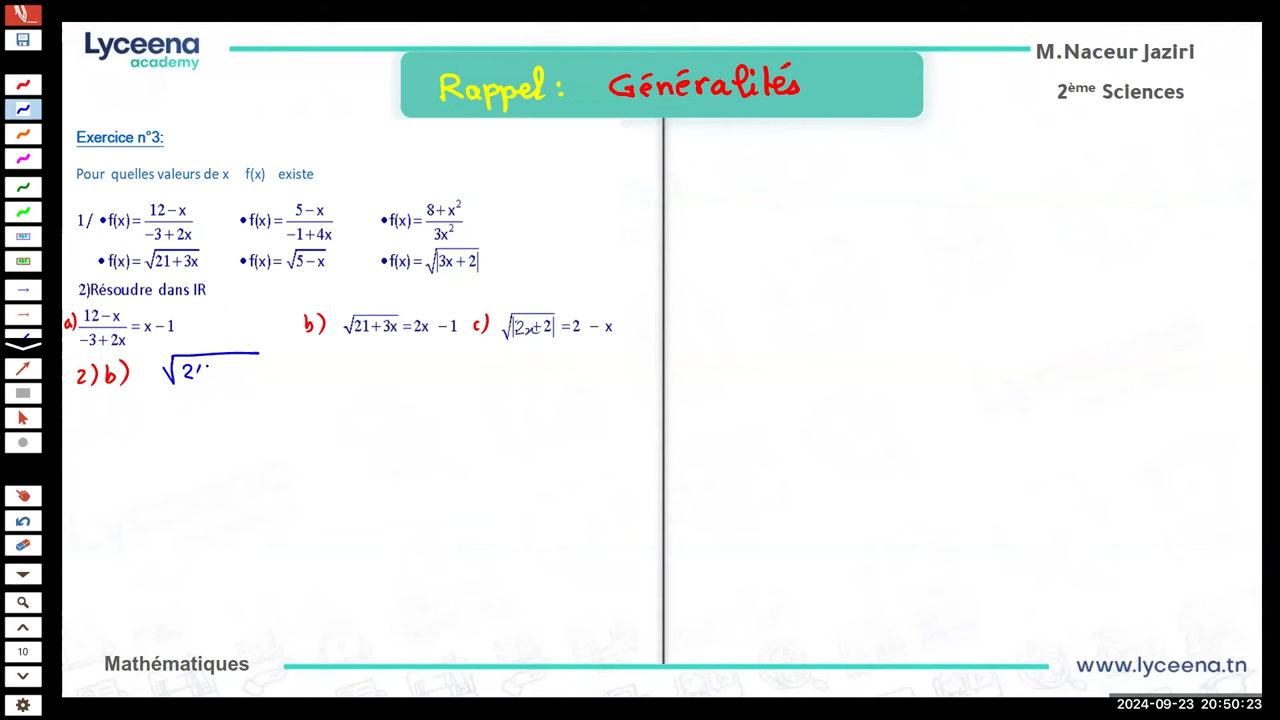 Lyceena
academy
Rappel : Généralités
M.Naceur Jaziri
2ème Sciences
Exercice n°3:
Pour quelles valeurs de x f(x) existe
1/ •f(x)=(12-x)/(-3+2x) •f(x)=(5-x)/(-1+4x) •f(x)=(8+x²)/(3x²)
•f(x)=√(21+3x) •f(x)=√(5-x) •f(x)=√|3x+2|
2)Résoudre dans IR
a) (12-x)/(-3+2x) = x-1 b) √(21+3x) =2x -1 c) √|2x+2| =2 - x
2) b) √21
10
Mathématiques
www.lyceena.tn
2024-09-23 20:50:23